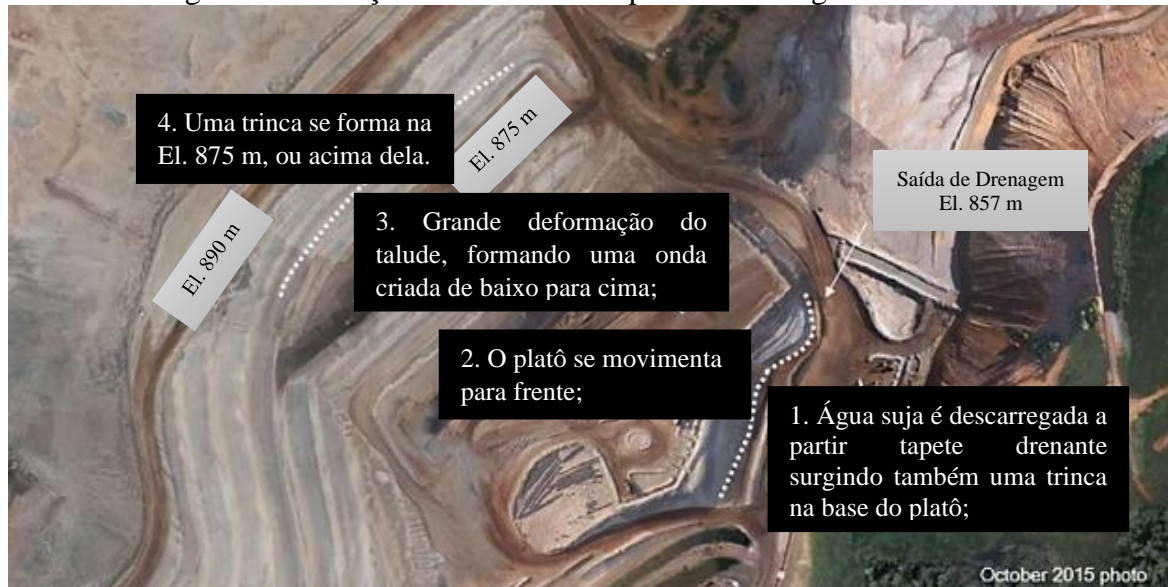 4. Uma trinca se forma na
El. 875 m, ou acima dela.
El. 875 m
Saída de Drenagem
El. 857 m
El. 890 m
3. Grande deformação do
talude, formando uma onda
criada de baixo para cima;
2. O platô se movimenta
para frente;
1. Água suja é descarregada a
partir tapete drenante
surgindo também uma trinca
na base do platô;
October 2015 photo